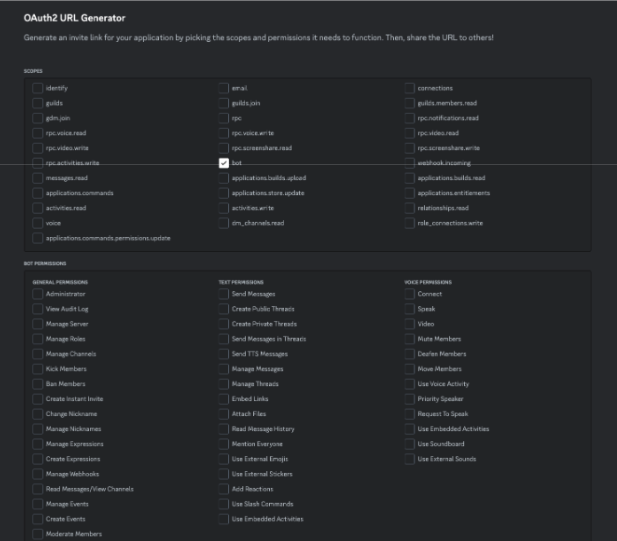 OAuth2 URL Generator
Generate an invite link for your application by picking the scopes and permissions it needs to function. Then, share the URL to others!
SCOPES
identify email connections
guilds guilds.join guilds.members.read
gdm.join rpc rpc.notifications.read
rpc.voice.read rpc.voice.write rpc.video.read
rpc.video.write rpc.screenshare.read rpc.screenshare.write
rpc.activities.write bot webhook.incoming
messages.read applications.builds.upload applications.builds.read
applications.commands applications.store.update applications.entitlements
activities.read activities.write relationships.read
voice dm_channels.read role_connections.write
applications.commands.permissions.update
BOT PERMISSIONS
GENERAL PERMISSIONS TEXT PERMISSIONS VOICE PERMISSIONS
Administrator Send Messages Connect
View Audit Log Create Public Threads Speak
Manage Server Create Private Threads Video
Manage Roles Send Messages in Threads Mute Members
Manage Channels Send TTS Messages Deafen Members
Kick Members Manage Messages Move Members
Ban Members Manage Threads Use Voice Activity
Create Instant Invite Embed Links Priority Speaker
Change Nickname Attach Files Request To Speak
Manage Nicknames Read Message History Use Embedded Activities
Manage Expressions Mention Everyone Use Soundboard
Create Expressions Use External Emojis Use External Sounds
Manage Webhooks Use External Stickers
Read Messages/View Channels Add Reactions
Manage Events Use Slash Commands
Create Events Use Embedded Activities
Moderate Members